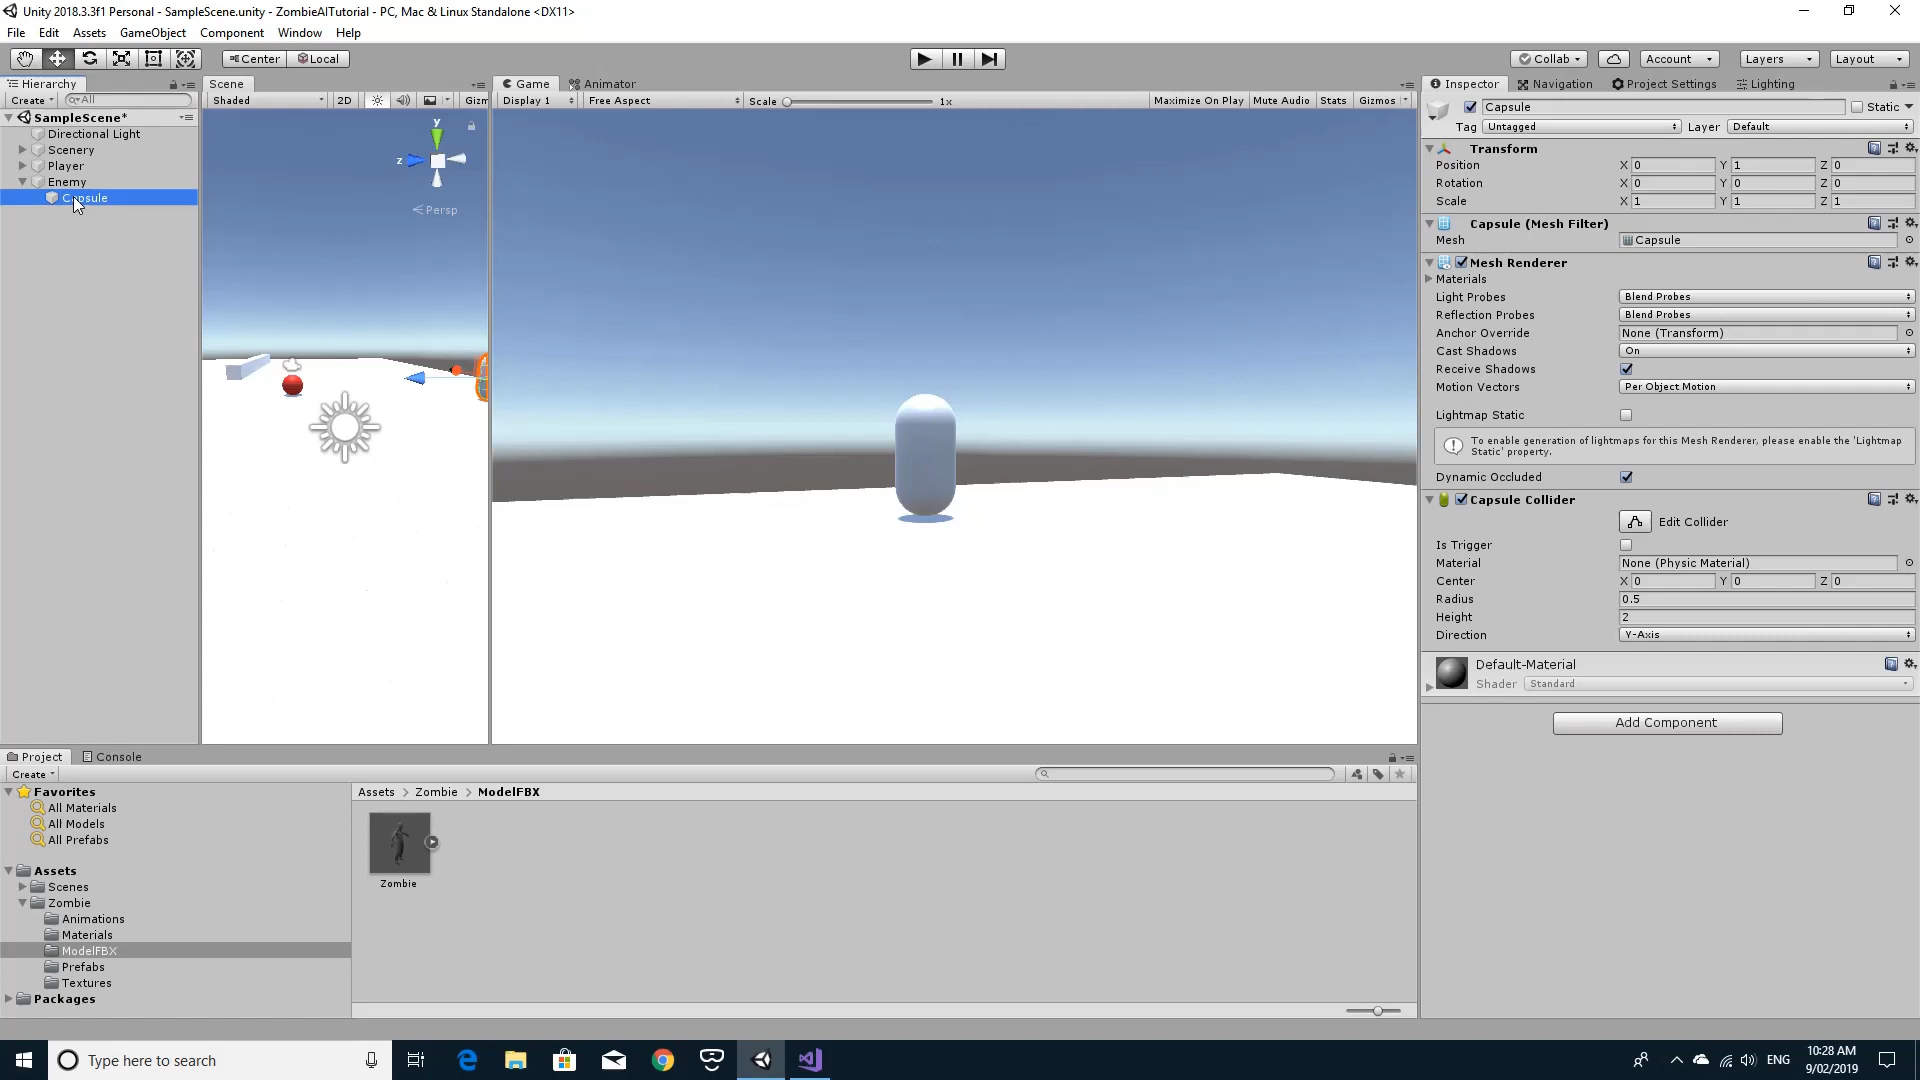 Unity 2018.3.3f1 Personal - SampleScene.unity - ZombieAITutorial - PC, Mac & Linux Standalone <DX11>
File Edit Assets GameObject Component Window Help
Center Local Collab Account Layers Layout
Hierarchy
Create All
SampleScene*
Directional Light
Scenery
Player
Enemy
Capsule
Scene
Shaded 2D Gizm
y
z
Persp
Game Animator
Display 1 Free Aspect Scale 1x Maximize On Play Mute Audio Stats Gizmos
Inspector Navigation Project Settings Lighting
Capsule Static
Tag Untagged Layer Default
Transform
Position X 0 Y 1 Z 0
Rotation X 0 Y 0 Z 0
Scale X 1 Y 1 Z 1
Capsule (Mesh Filter)
Mesh Capsule
Mesh Renderer
Materials
Light Probes Blend Probes
Reflection Probes Blend Probes
Anchor Override None (Transform)
Cast Shadows On
Receive Shadows
Motion Vectors Per Object Motion
Lightmap Static
To enable generation of lightmaps for this Mesh Renderer, please enable the 'Lightmap
Static' property.
Dynamic Occluded
Capsule Collider
Edit Collider
Is Trigger
Material None (Physic Material)
Center X 0 Y 0 Z 0
Radius 0.5
Height 2
Direction Y-Axis
Default-Material
Shader Standard
Add Component
Project Console
Create
Favorites
All Materials
All Models
All Prefabs
Assets
Scenes
Zombie
Animations
Materials
ModelFBX
Prefabs
Textures
Packages
Assets > Zombie > ModelFBX
Zombie
Type here to search
ENG
10:28 AM
9/02/2019